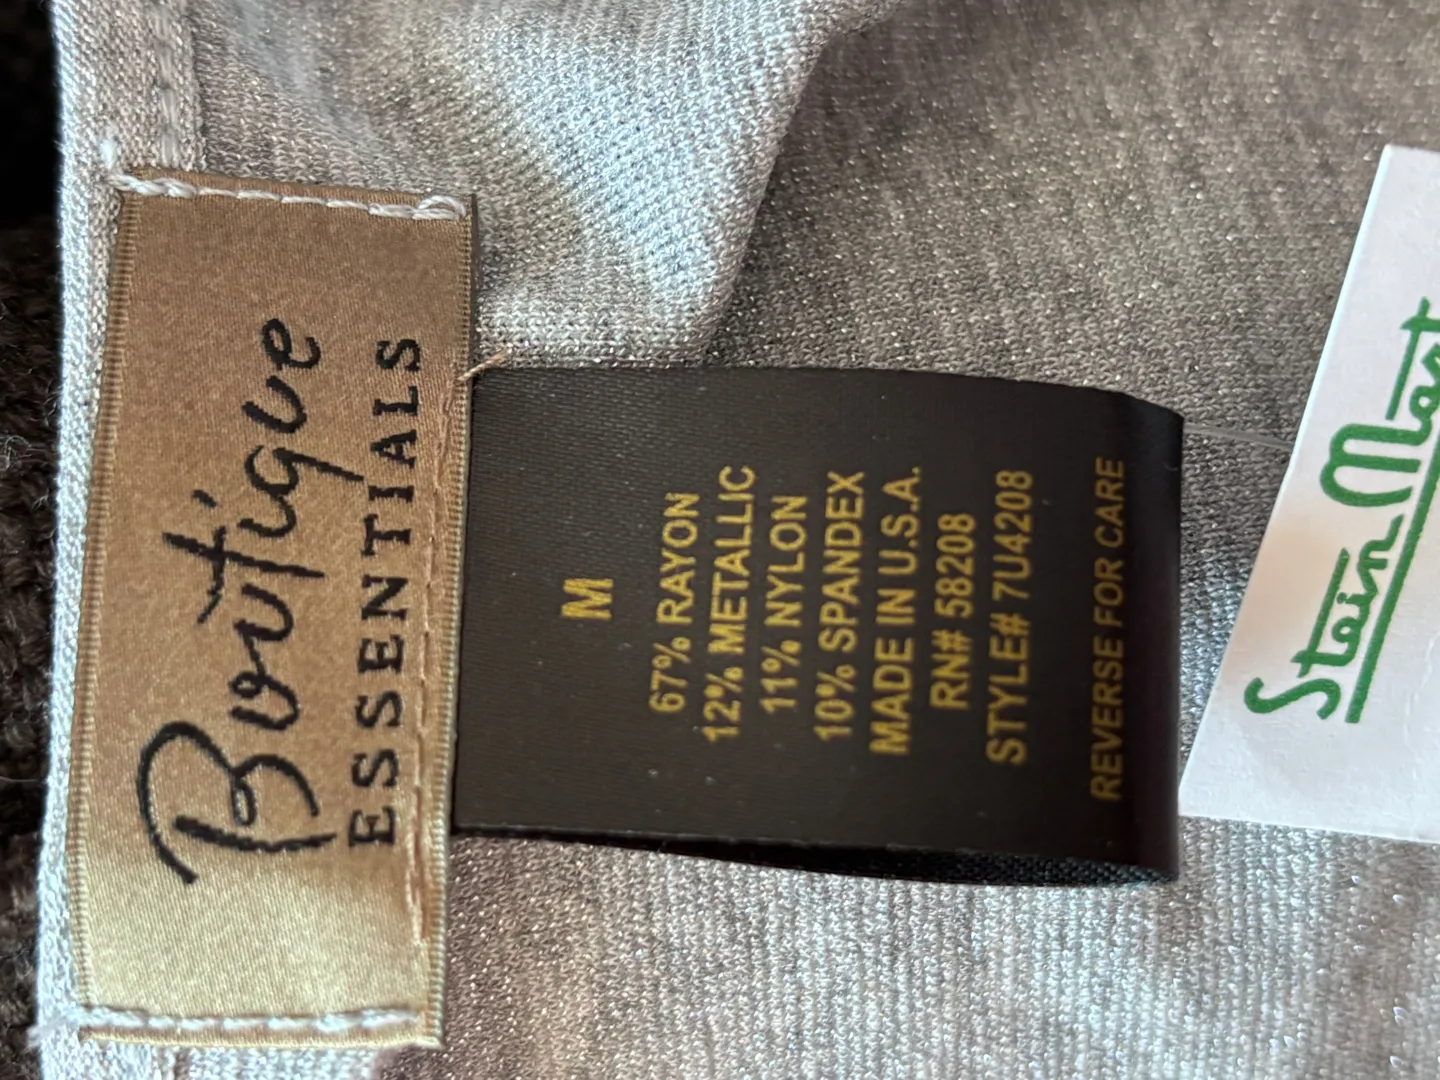 Boutique
ESSENTIALS
M
67% RAYON
12% METALLIC
11% NYLON
10% SPANDEX
MADE IN U.S.A.
RN# 58208
STYLE# 7U4208
REVERSE FOR CARE
Stein Mart